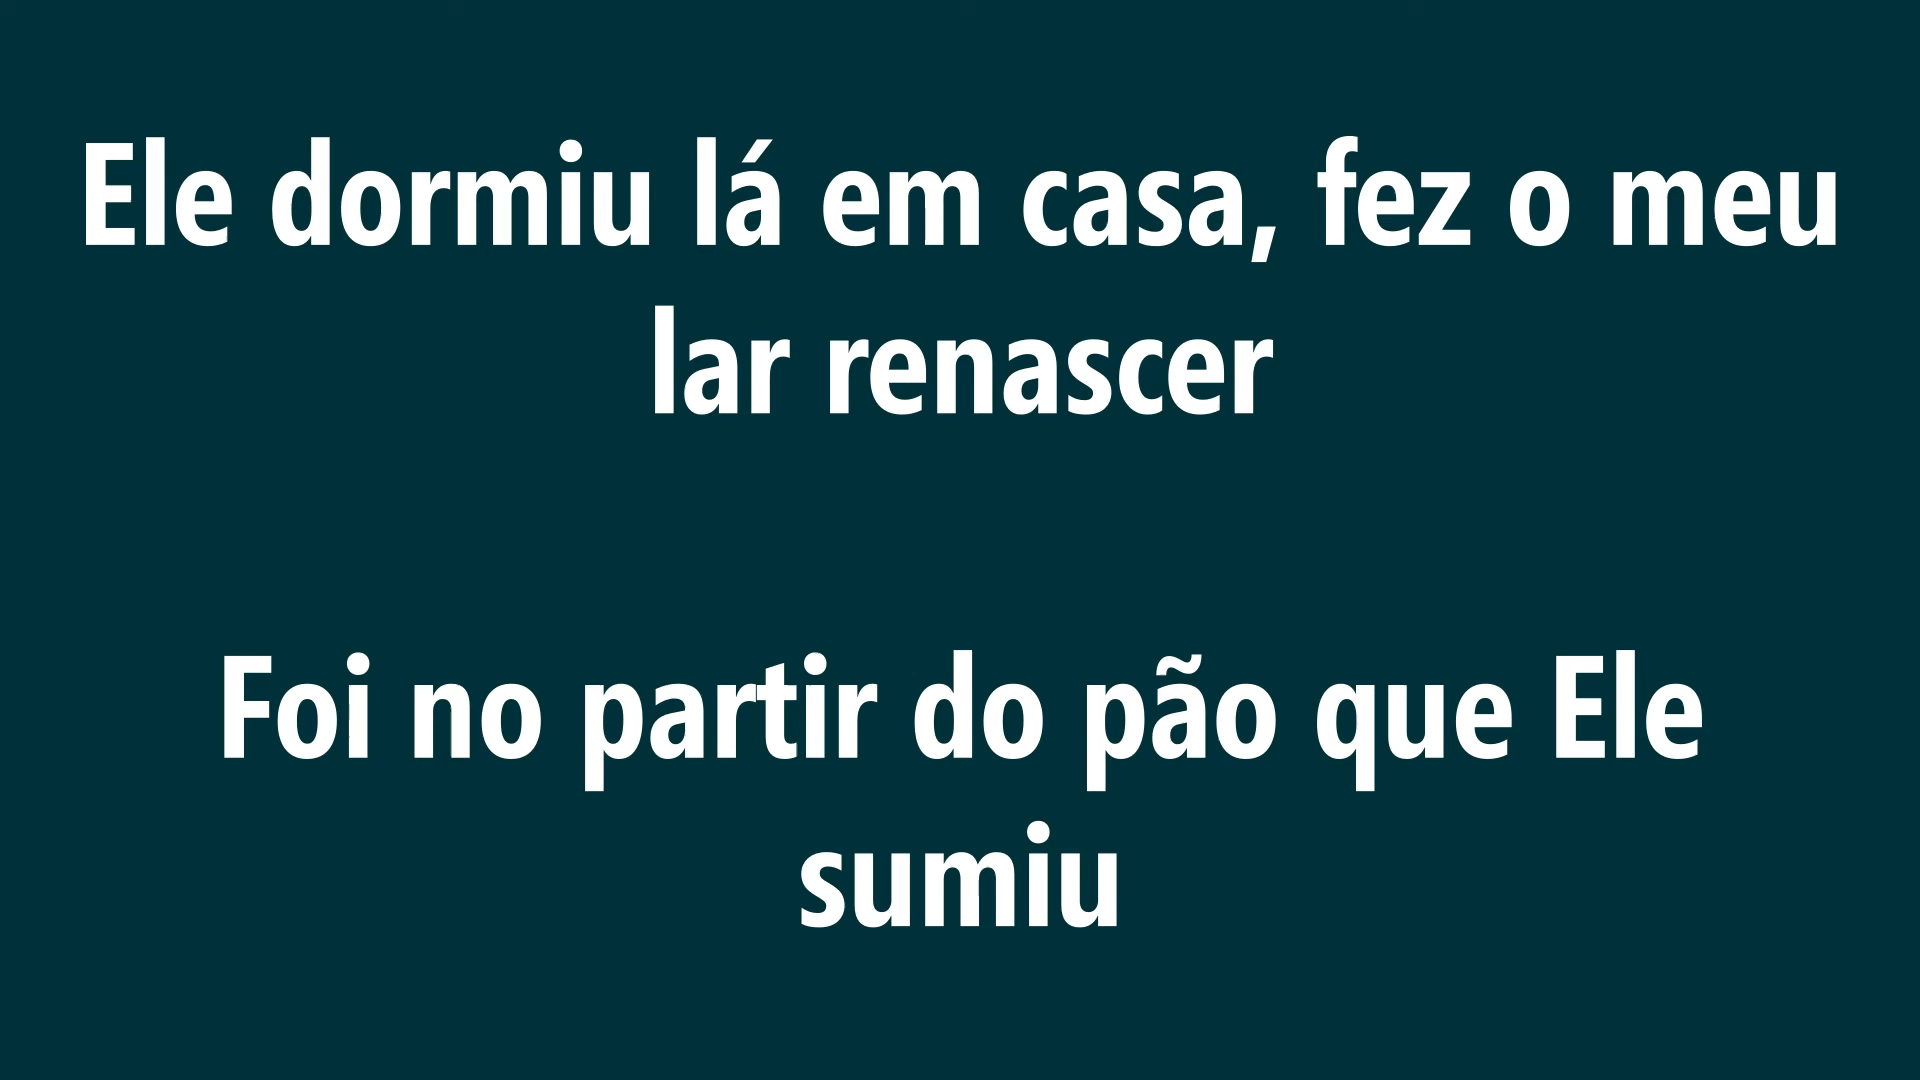 Ele dormiu lá em casa, fez o meu
lar renascer
Foi no partir do pão que Ele
sumiu